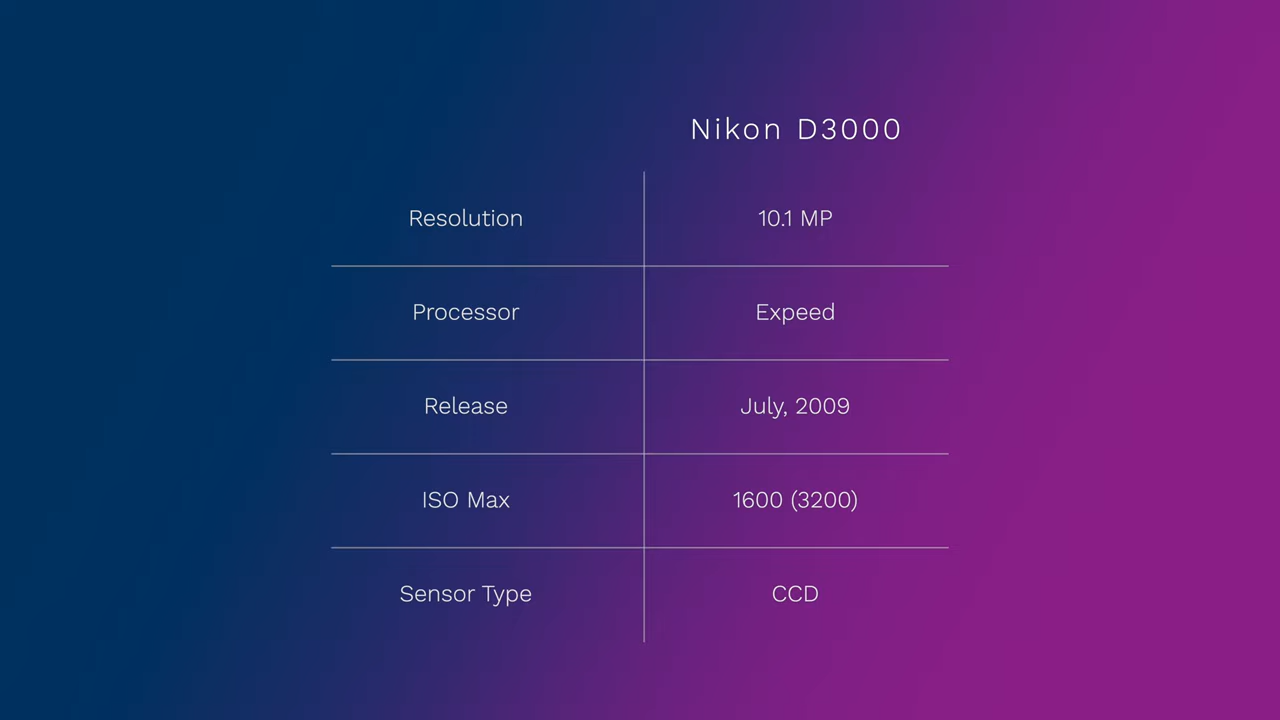 Nikon D3000
Resolution 10.1 MP
Processor Expeed
Release July, 2009
ISO Max 1600 (3200)
Sensor Type CCD